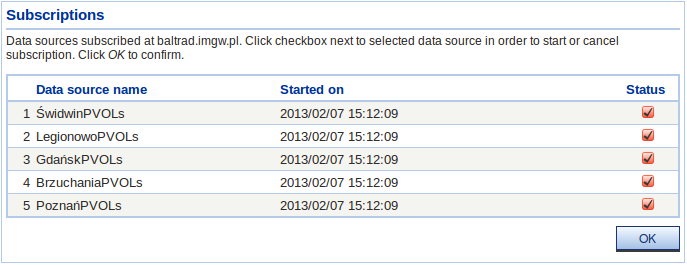 Subscriptions
Data sources subscribed at baltrad.imgw.pl. Click checkbox next to selected data source in order to start or cancel
subscription. Click OK to confirm.
Data source name Started on Status
1 ŚwidwinPVOLs 2013/02/07 15:12:09
2 LegionowoPVOLs 2013/02/07 15:12:09
3 GdańskPVOLs 2013/02/07 15:12:09
4 BrzuchaniaPVOLs 2013/02/07 15:12:09
5 PoznańPVOLs 2013/02/07 15:12:09
OK